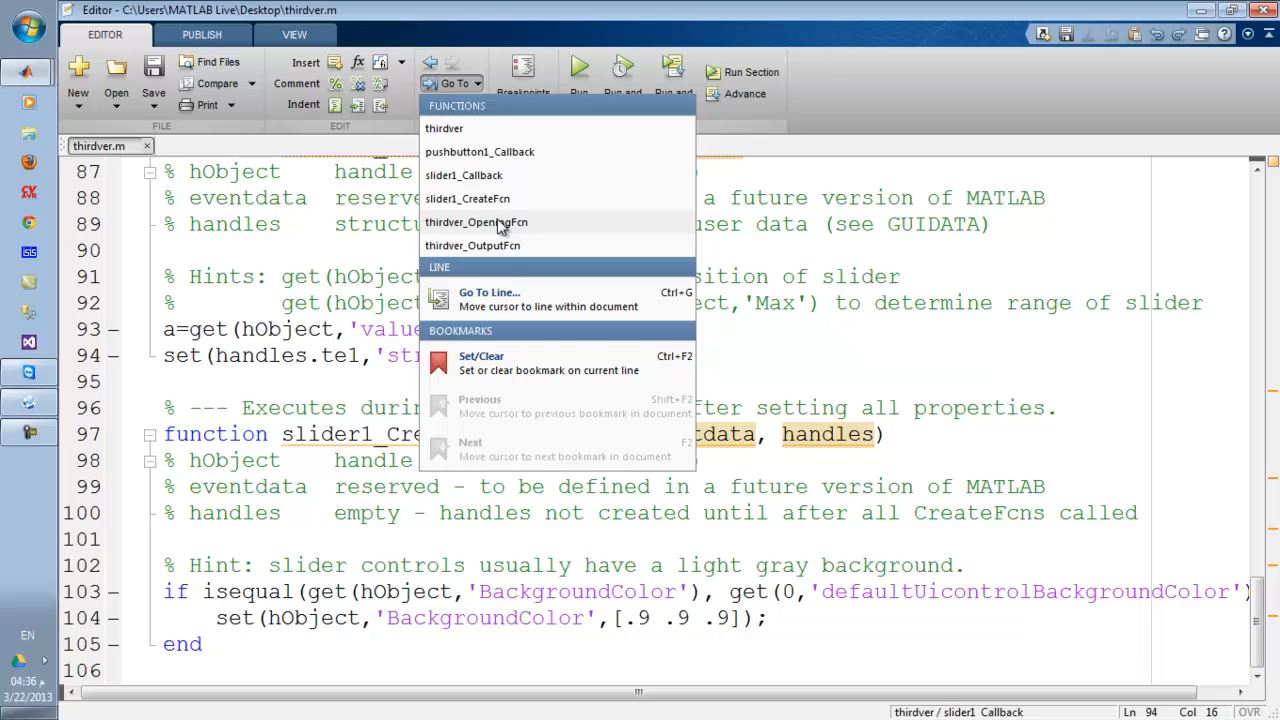 Editor - C:\Users\MATLAB Live\Desktop\thirdver.m
EDITOR
PUBLISH
VIEW
New
Open
Save
Find Files
Compare
Print
FILE
Insert
Comment
Indent
EDIT
Go To
Breakpoints
Run
Run and
Run and
Run Section
Advance
thirdver.m
FUNCTIONS
thirdver
pushbutton1_Callback
slider1_Callback
slider1_CreateFcn
thirdver_OpeningFcn
thirdver_OutputFcn
LINE
Go To Line... Ctrl+G
Move cursor to line within document
BOOKMARKS
Set/Clear Ctrl+F2
Set or clear bookmark on current line
Previous Shift+F2
Move cursor to previous bookmark in document
Next F2
Move cursor to next bookmark in document
87 % hObject handle
88 % eventdata reserve a future version of MATLAB
89 % handles struct user data (see GUIDATA)
90
91 % Hints: get(hObject sition of slider
92 % get(hObject ect,'Max') to determine range of slider
93 a=get(hObject,'value
94 set(handles.te1,'str
95
96 % --- Executes durin fter setting all properties.
97 function slider1_Cre tdata, handles)
98 % hObject handle
99 % eventdata reserved - to be defined in a future version of MATLAB
100 % handles empty - handles not created until after all CreateFcns called
101
102 % Hint: slider controls usually have a light gray background.
103 if isequal(get(hObject,'BackgroundColor'), get(0,'defaultUicontrolBackgroundColor')
104 set(hObject,'BackgroundColor',[.9 .9 .9]);
105 end
106
EN
04:36 م
3/22/2013
thirdver / slider1_Callback
Ln 94 Col 16 OVR